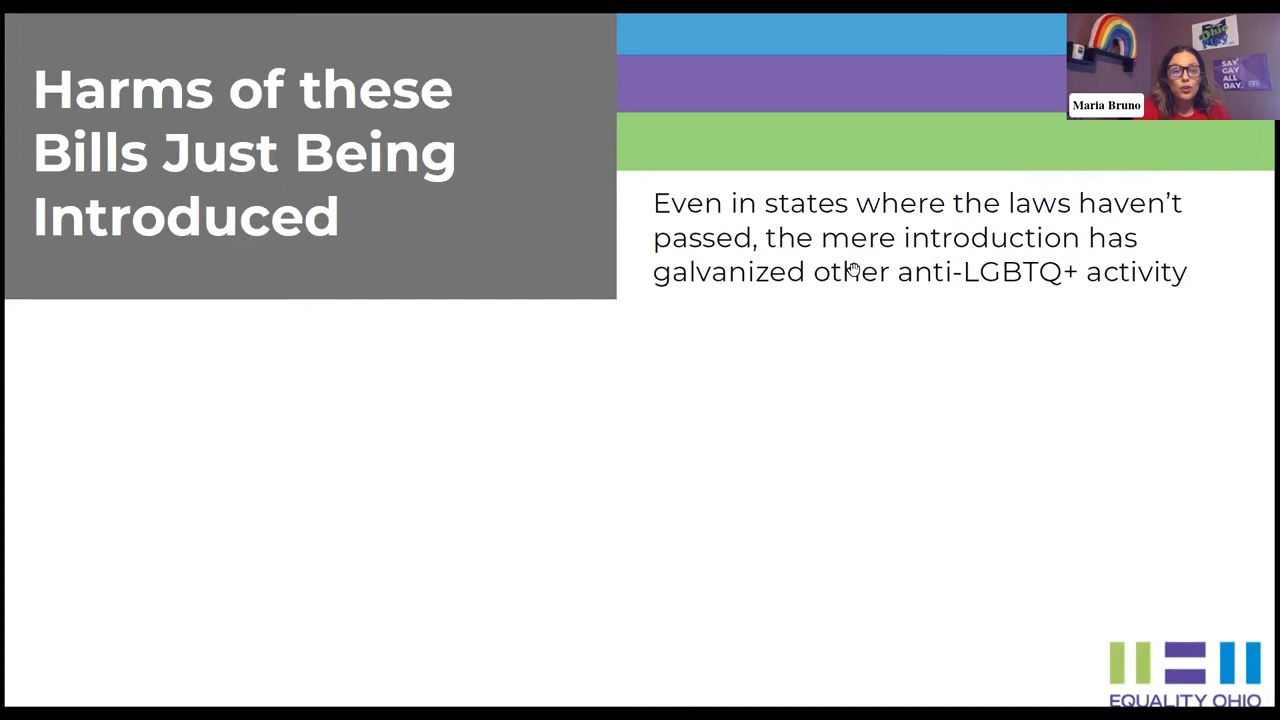 Harms of these
Bills Just Being
Introduced
Even in states where the laws haven't
passed, the mere introduction has
galvanized other anti-LGBTQ+ activity
Maria Bruno
Ohio
SAY
GAY
ALL
DAY.
EQUALITY OHIO